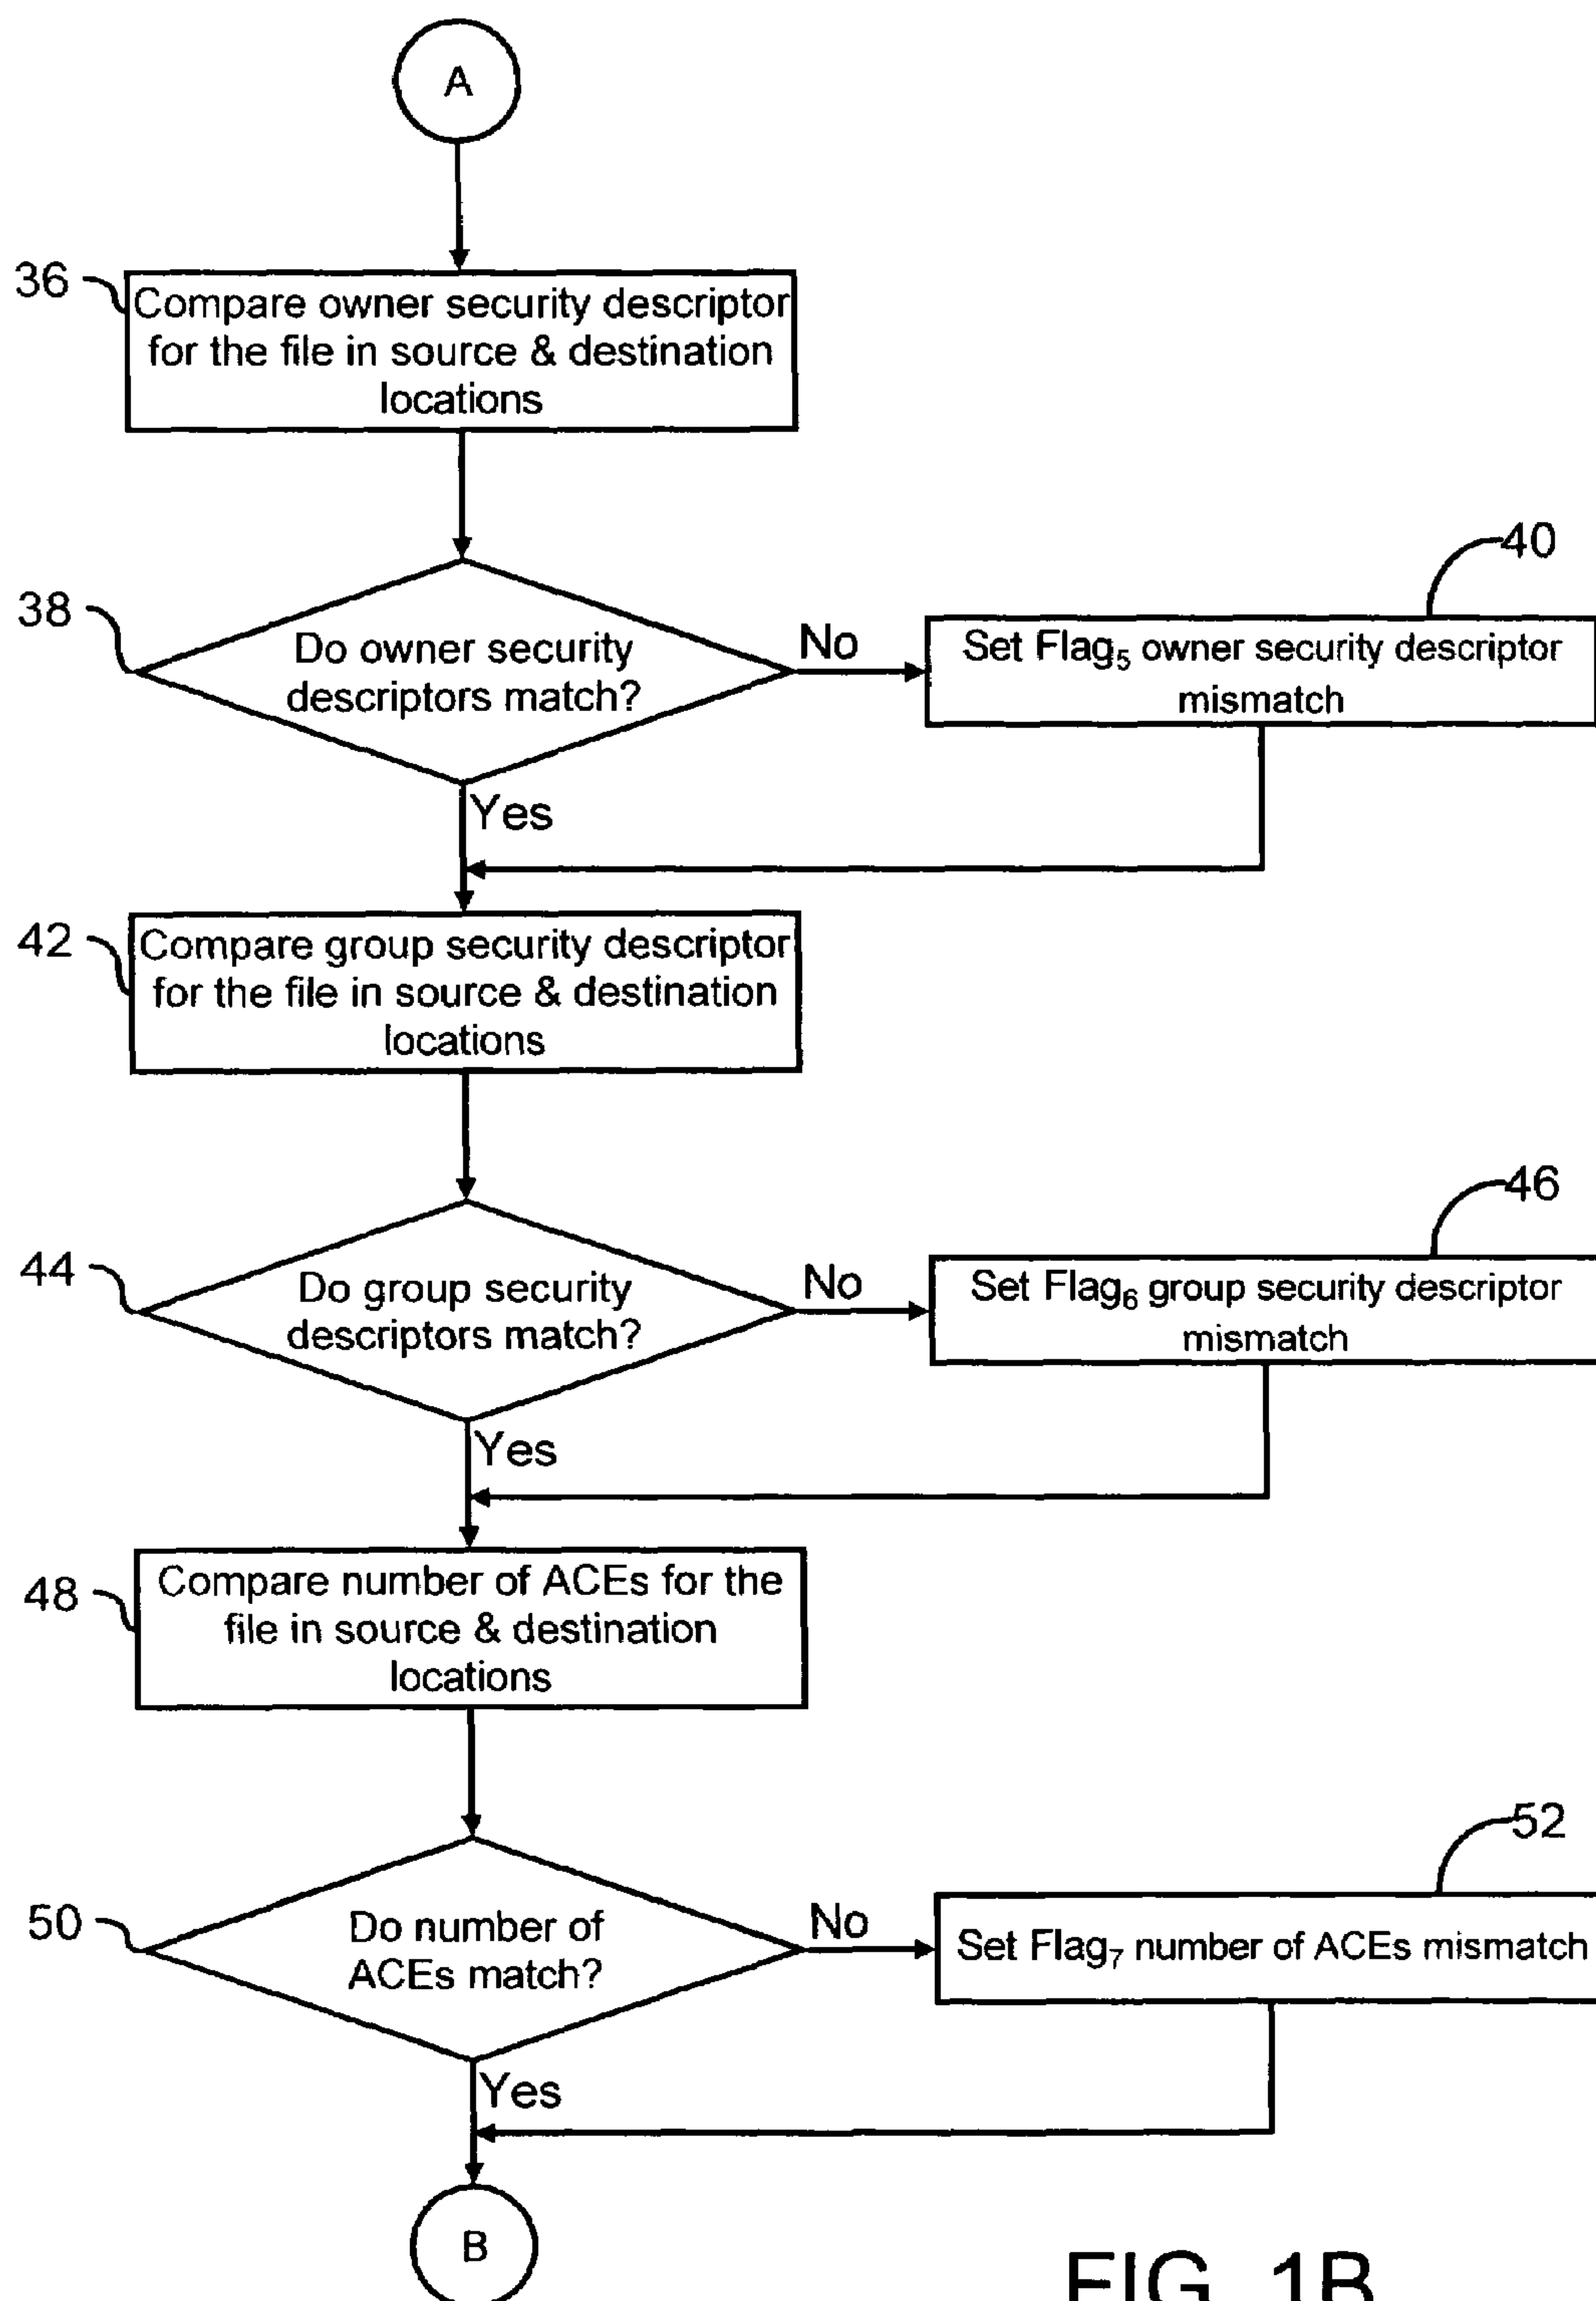 A
36
Compare owner security descriptor
for the file in source & destination
locations
38
Do owner security
descriptors match?
No
40
Set Flag₅ owner security descriptor
mismatch
Yes
42
Compare group security descriptor
for the file in source & destination
locations
44
Do group security
descriptors match?
No
46
Set Flag₆ group security descriptor
mismatch
Yes
48
Compare number of ACEs for the
file in source & destination
locations
50
Do number of
ACEs match?
No
52
Set Flag₇ number of ACEs mismatch
Yes
B
FIG. 1B